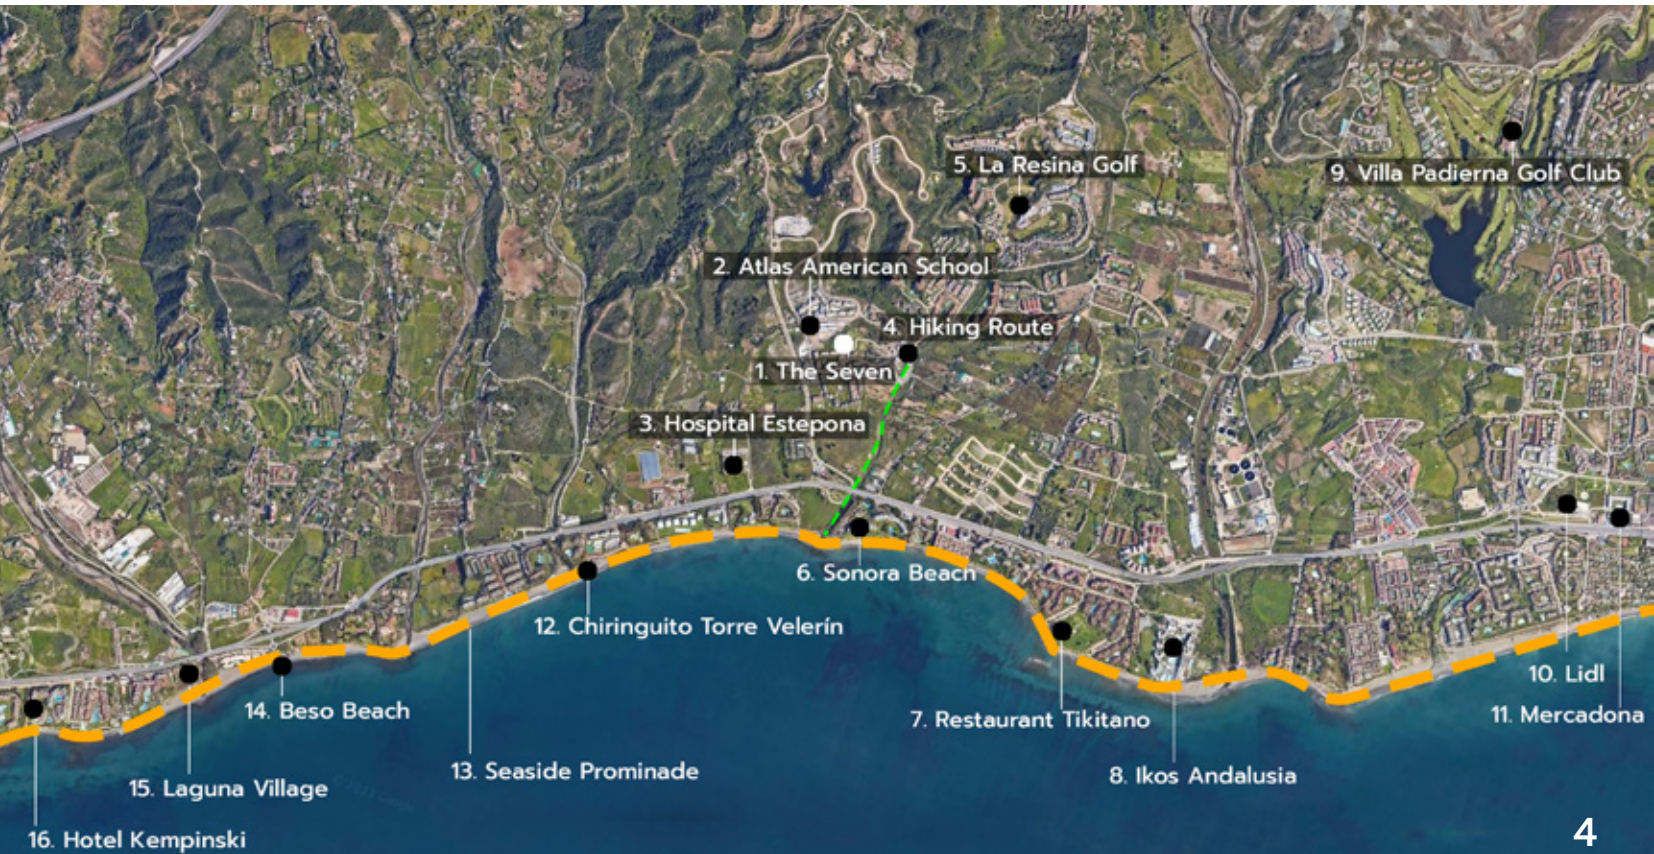 5. La Resina Golf
9. Villa Padierna Golf Club
2. Atlas American School
4. Hiking Route
1. The Seven
3. Hospital Estepona
6. Sonora Beach
12. Chiringuito Torre Velerín
10. Lidl
14. Beso Beach
7. Restaurant Tikitano
11. Mercadona
13. Seaside Prominade
8. Ikos Andalusia
15. Laguna Village
16. Hotel Kempinski
4